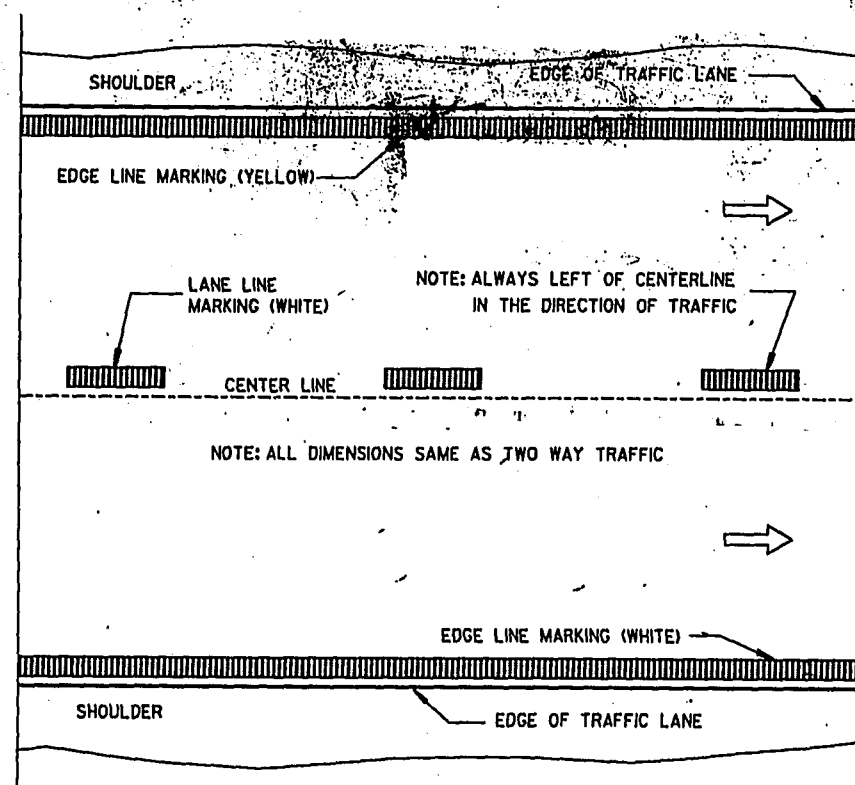 SHOULDER
EDGE OF TRAFFIC LANE
EDGE LINE MARKING (YELLOW)
LANE LINE
MARKING (WHITE)
NOTE: ALWAYS LEFT OF CENTERLINE
IN THE DIRECTION OF TRAFFIC
CENTER LINE
NOTE: ALL DIMENSIONS SAME AS TWO WAY TRAFFIC
EDGE LINE MARKING (WHITE)
SHOULDER
EDGE OF TRAFFIC LANE